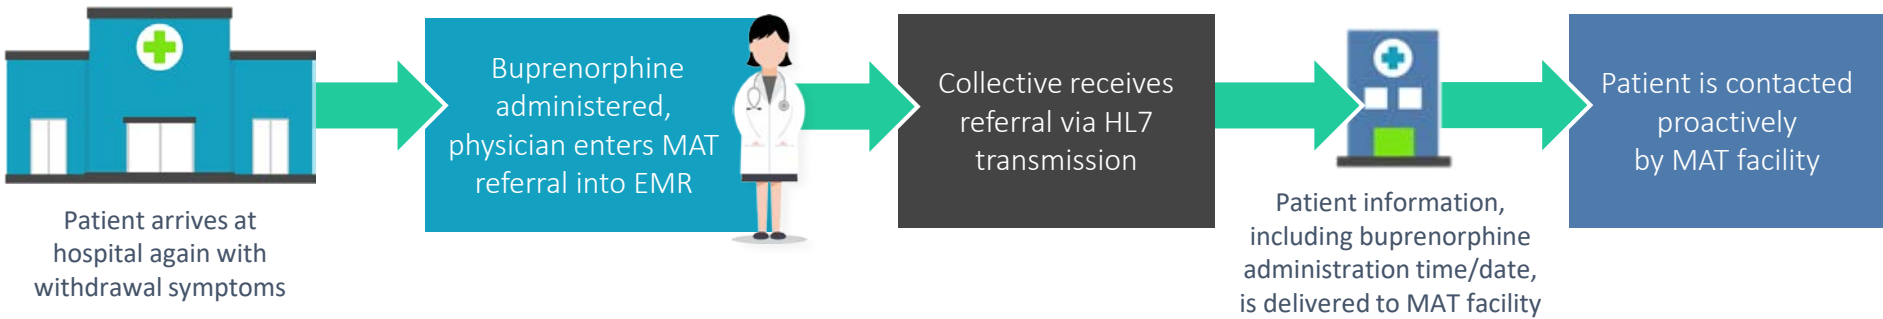 Patient arrives at
hospital again with
withdrawal symptoms
Buprenorphine
administered,
physician enters MAT
referral into EMR
Collective receives
referral via HL7
transmission
Patient information,
including buprenorphine
administration time/date,
is delivered to MAT facility
Patient is contacted
proactively
by MAT facility